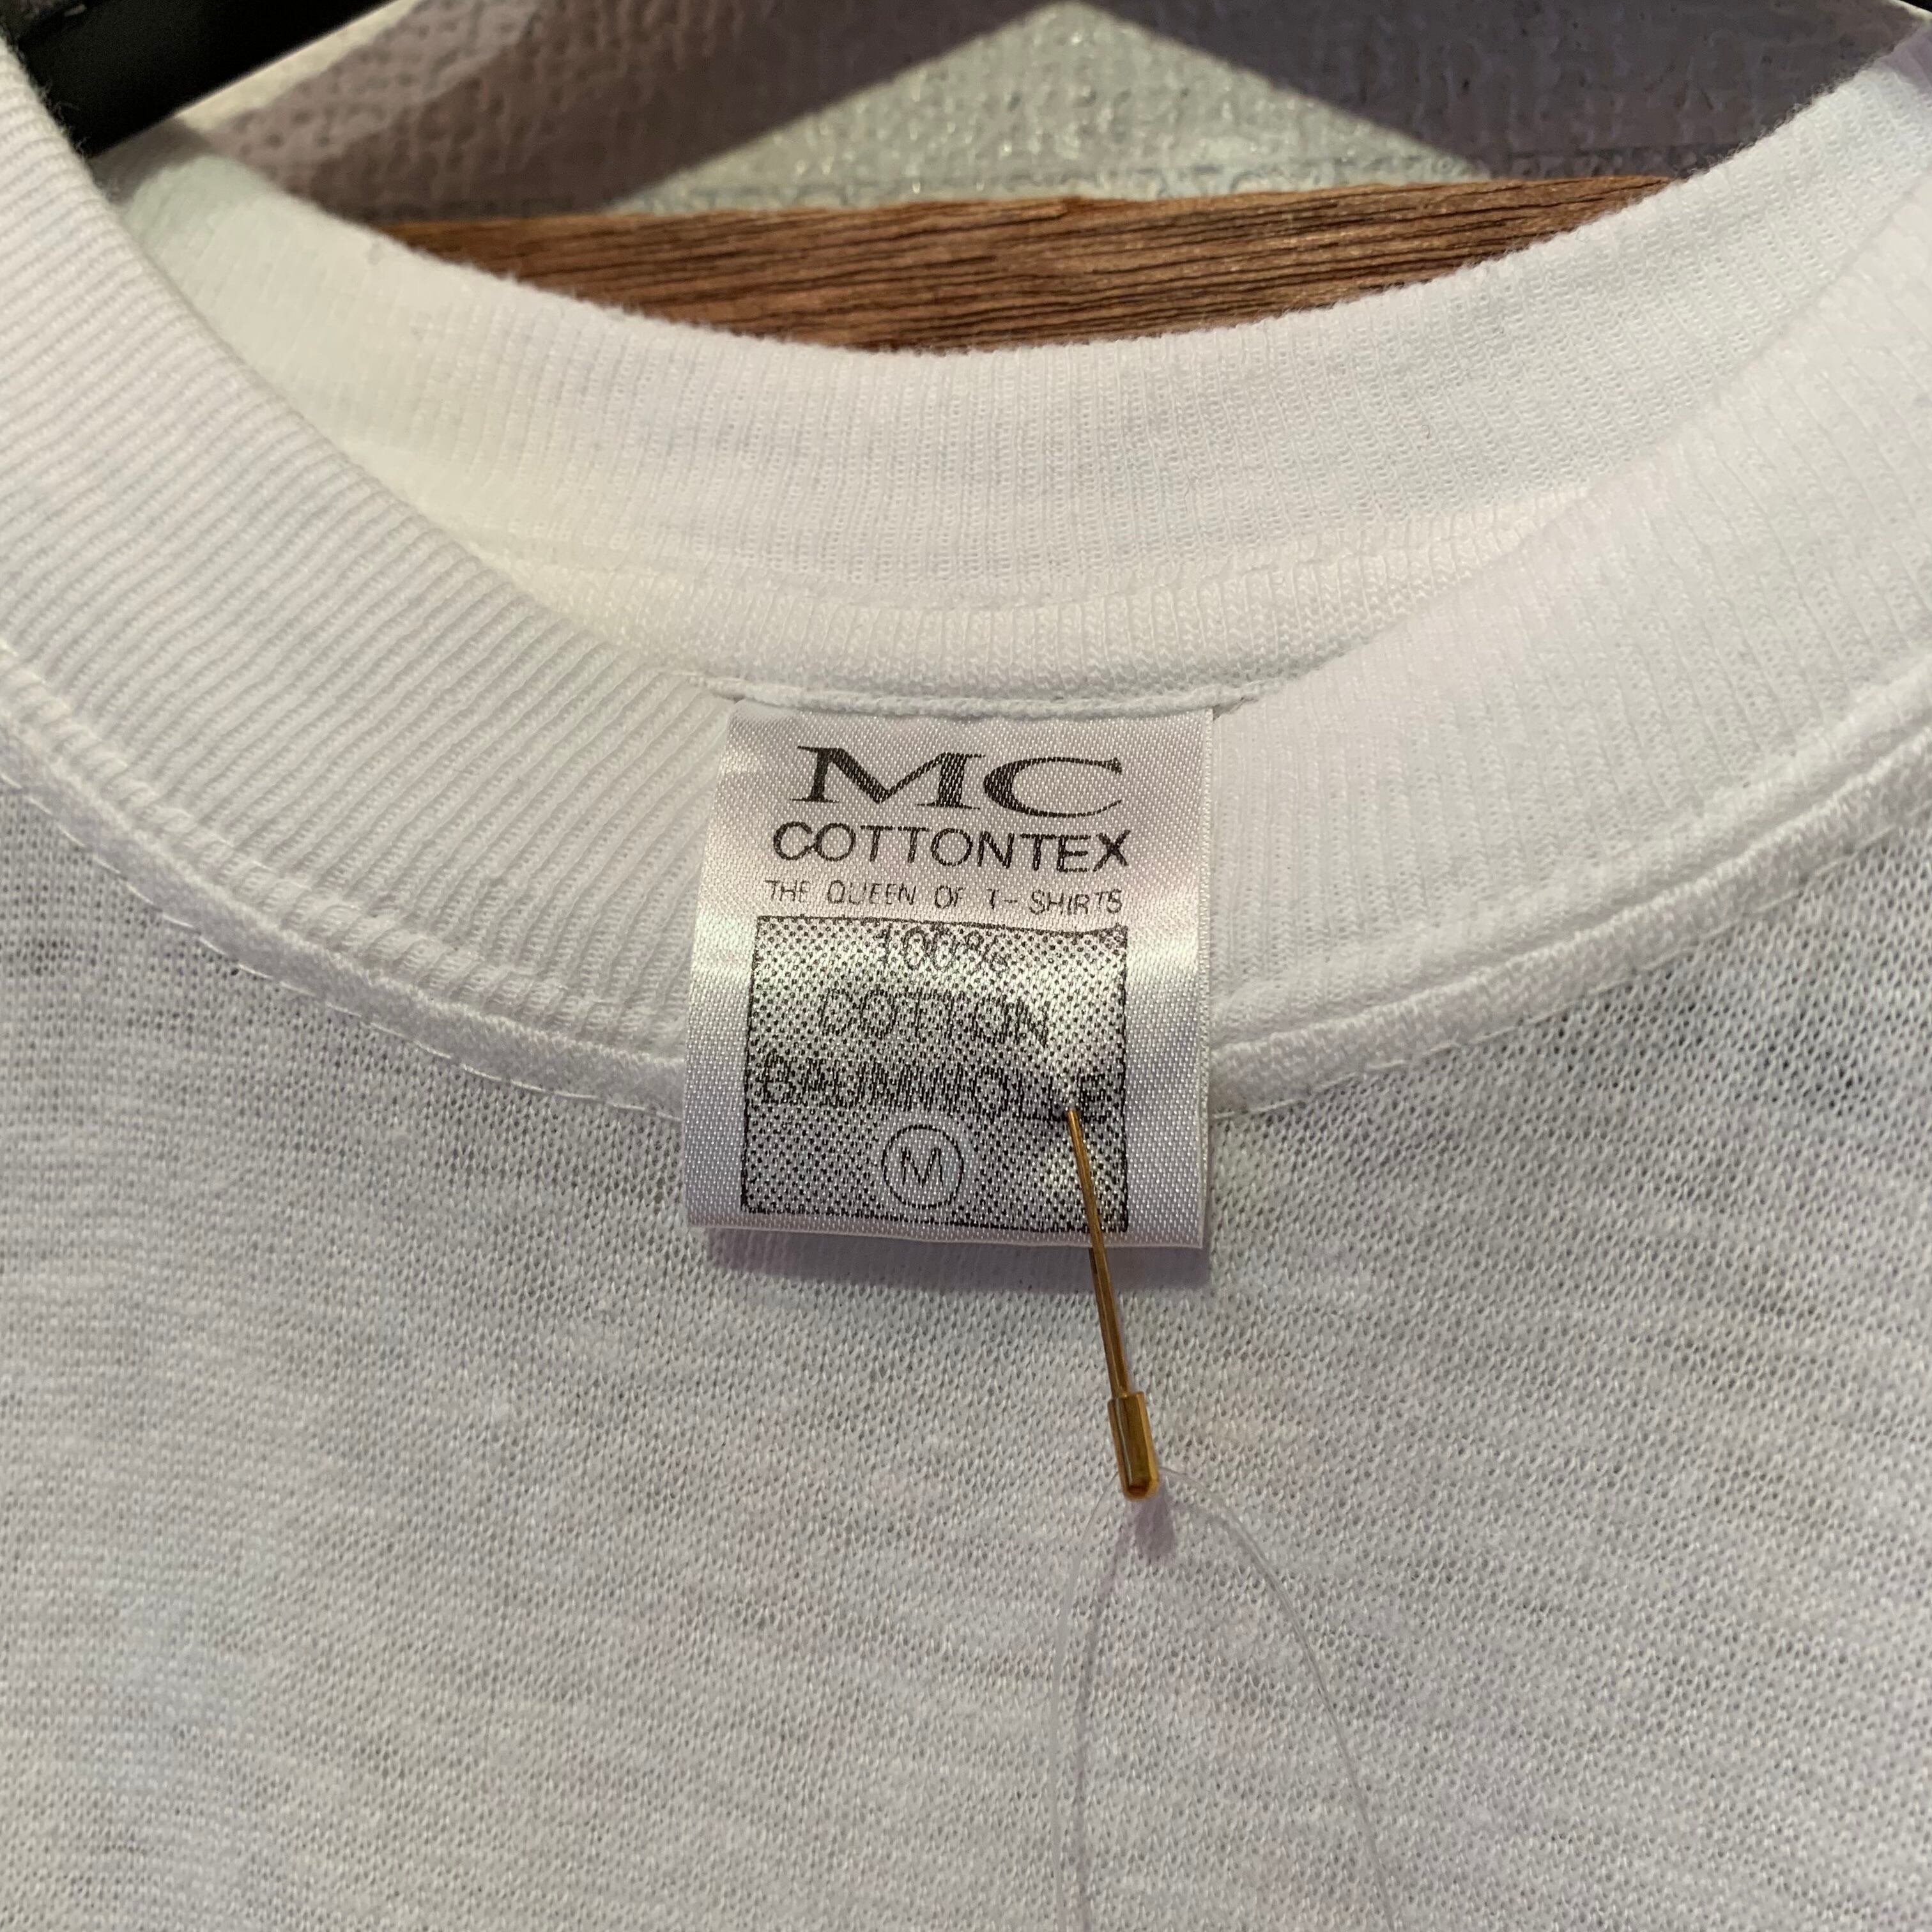 MC
COTTONTEX
THE QUEEN OF T-SHIRTS
100%
COTTON
BAUMWOLLE
M